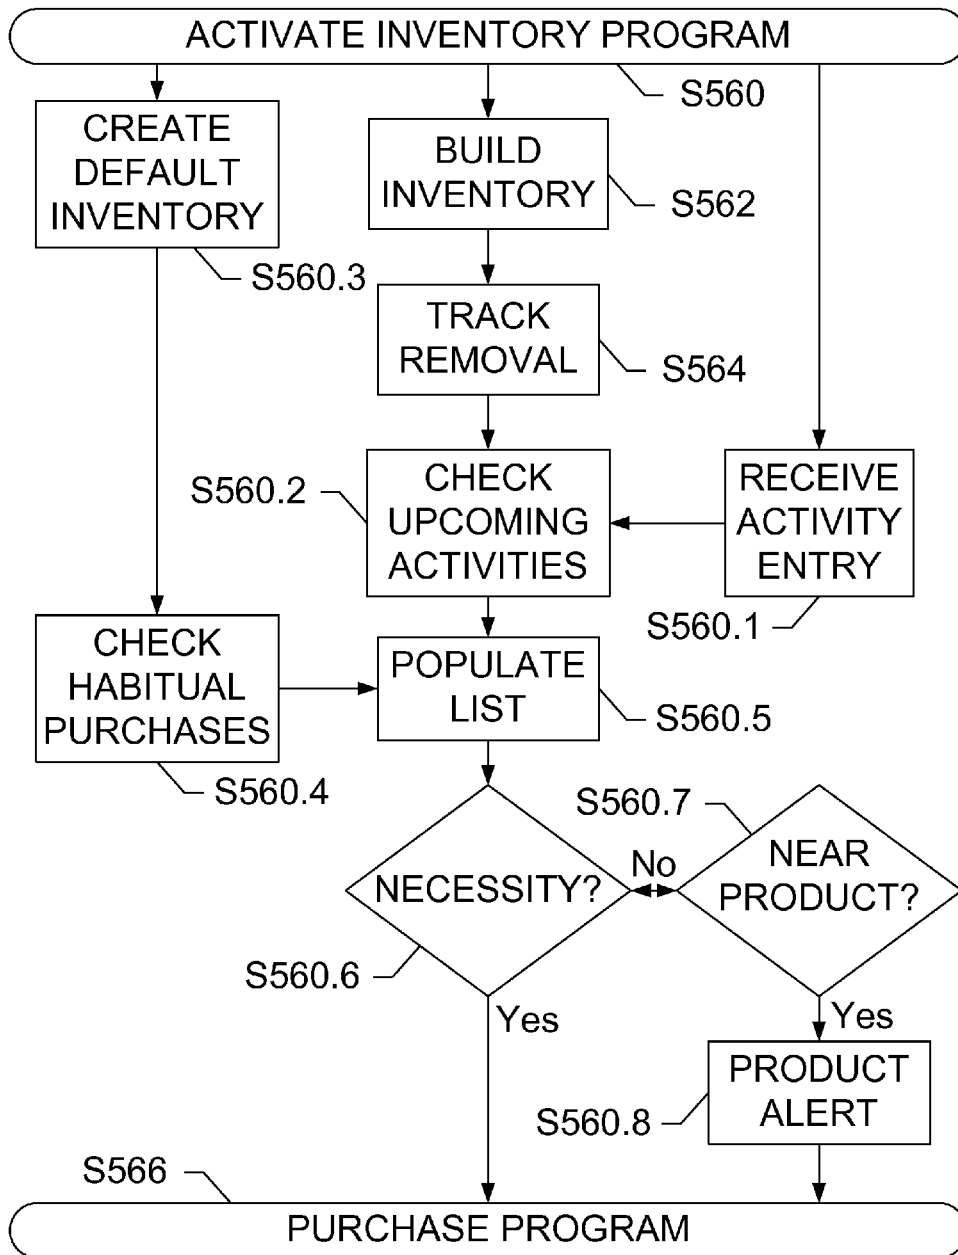 ACTIVATE INVENTORY PROGRAM
S560
CREATE
DEFAULT
INVENTORY
S560.3
BUILD
INVENTORY
S562
TRACK
REMOVAL
S564
S560.2
CHECK
UPCOMING
ACTIVITIES
RECEIVE
ACTIVITY
ENTRY
S560.1
CHECK
HABITUAL
PURCHASES
S560.4
POPULATE
LIST
S560.5
S560.7
NECESSITY?
No
NEAR
PRODUCT?
S560.6
Yes
Yes
PRODUCT
ALERT
S560.8
S566
PURCHASE PROGRAM